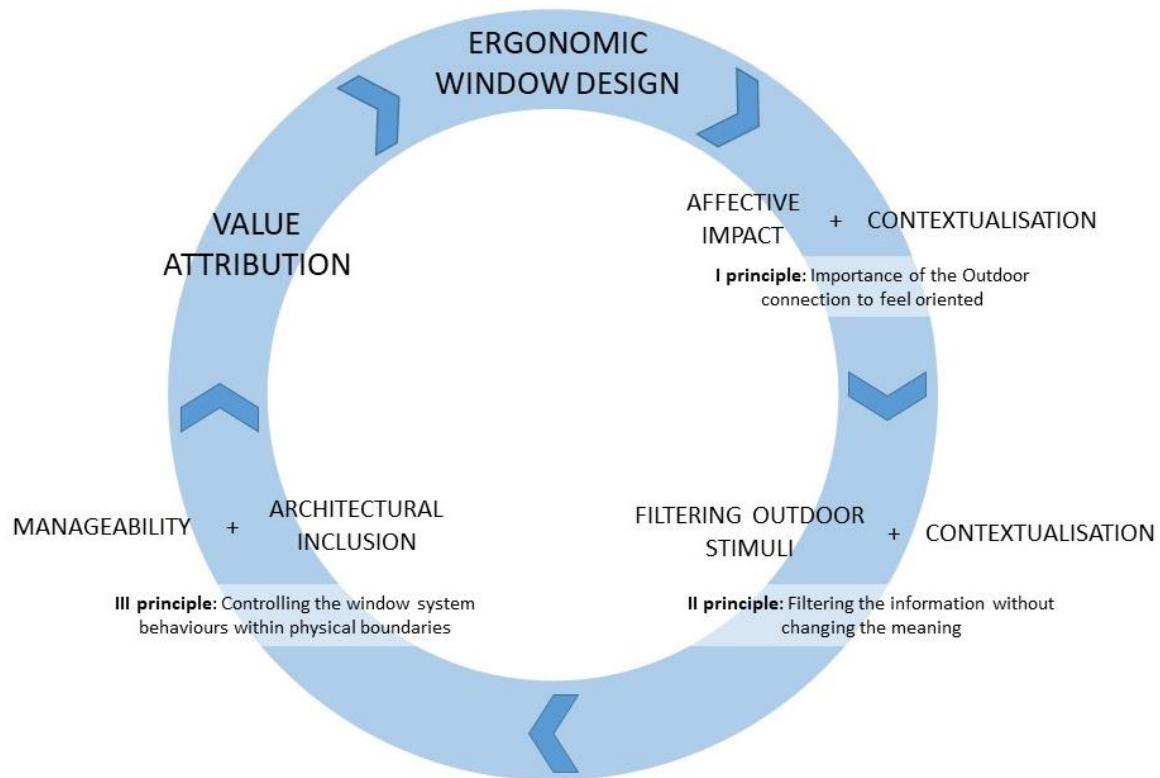 ERGONOMIC
WINDOW DESIGN
AFFECTIVE
IMPACT + CONTEXTUALISATION
I principle: Importance of the Outdoor
connection to feel oriented
FILTERING OUTDOOR
STIMULI + CONTEXTUALISATION
II principle: Filtering the information without
changing the meaning
MANAGEABILITY + ARCHITECTURAL
INCLUSION
III principle: Controlling the window system
behaviours within physical boundaries
VALUE
ATTRIBUTION